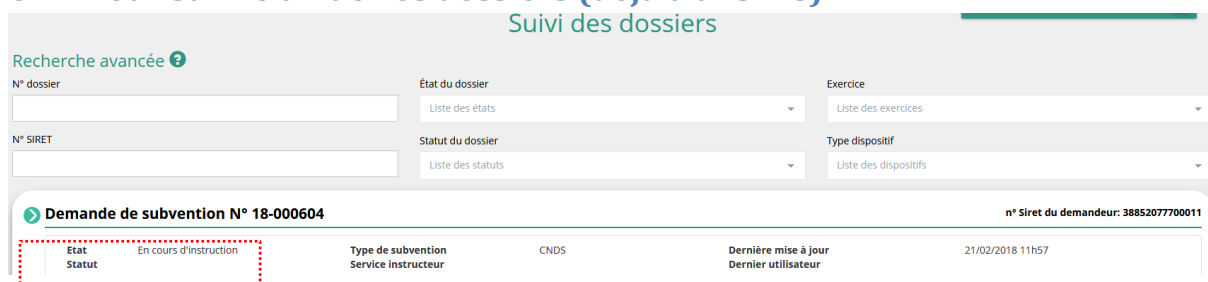 Suivi des dossiers
Recherche avancée ?
N° dossier
État du dossier
Exercice
Liste des états
Liste des exercices
N° SIRET
Statut du dossier
Type dispositif
Liste des statuts
Liste des dispositifs
Demande de subvention N° 18-000604
n° Siret du demandeur: 38852077700011
Etat En cours d'instruction Type de subvention CNDS Dernière mise à jour 21/02/2018 11h57
Statut Service instructeur Dernier utilisateur